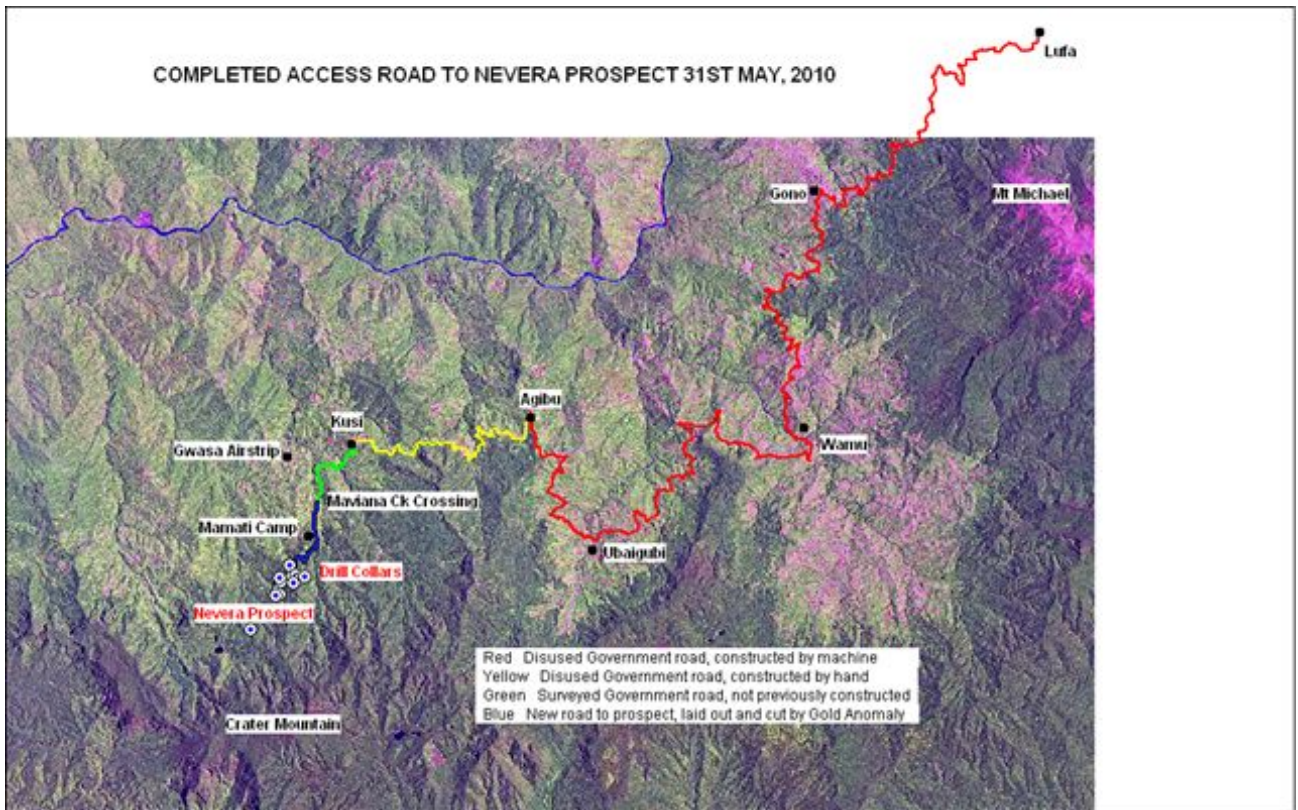 Lufa
COMPLETED ACCESS ROAD TO NEVERA PROSPECT 31ST MAY, 2010
Gono
Mt Michael
Agibu
Kusi
Wamu
Gwasa Airstrip
Maviana Ck Crossing
Mamati Camp
Ubaigubi
Drill Collars
Nevera Prospect
Red Disused Government road, constructed by machine
Yellow Disused Government road, constructed by hand
Green Surveyed Government road, not previously constructed
Blue New road to prospect, laid out and cut by Gold Anomaly
Crater Mountain